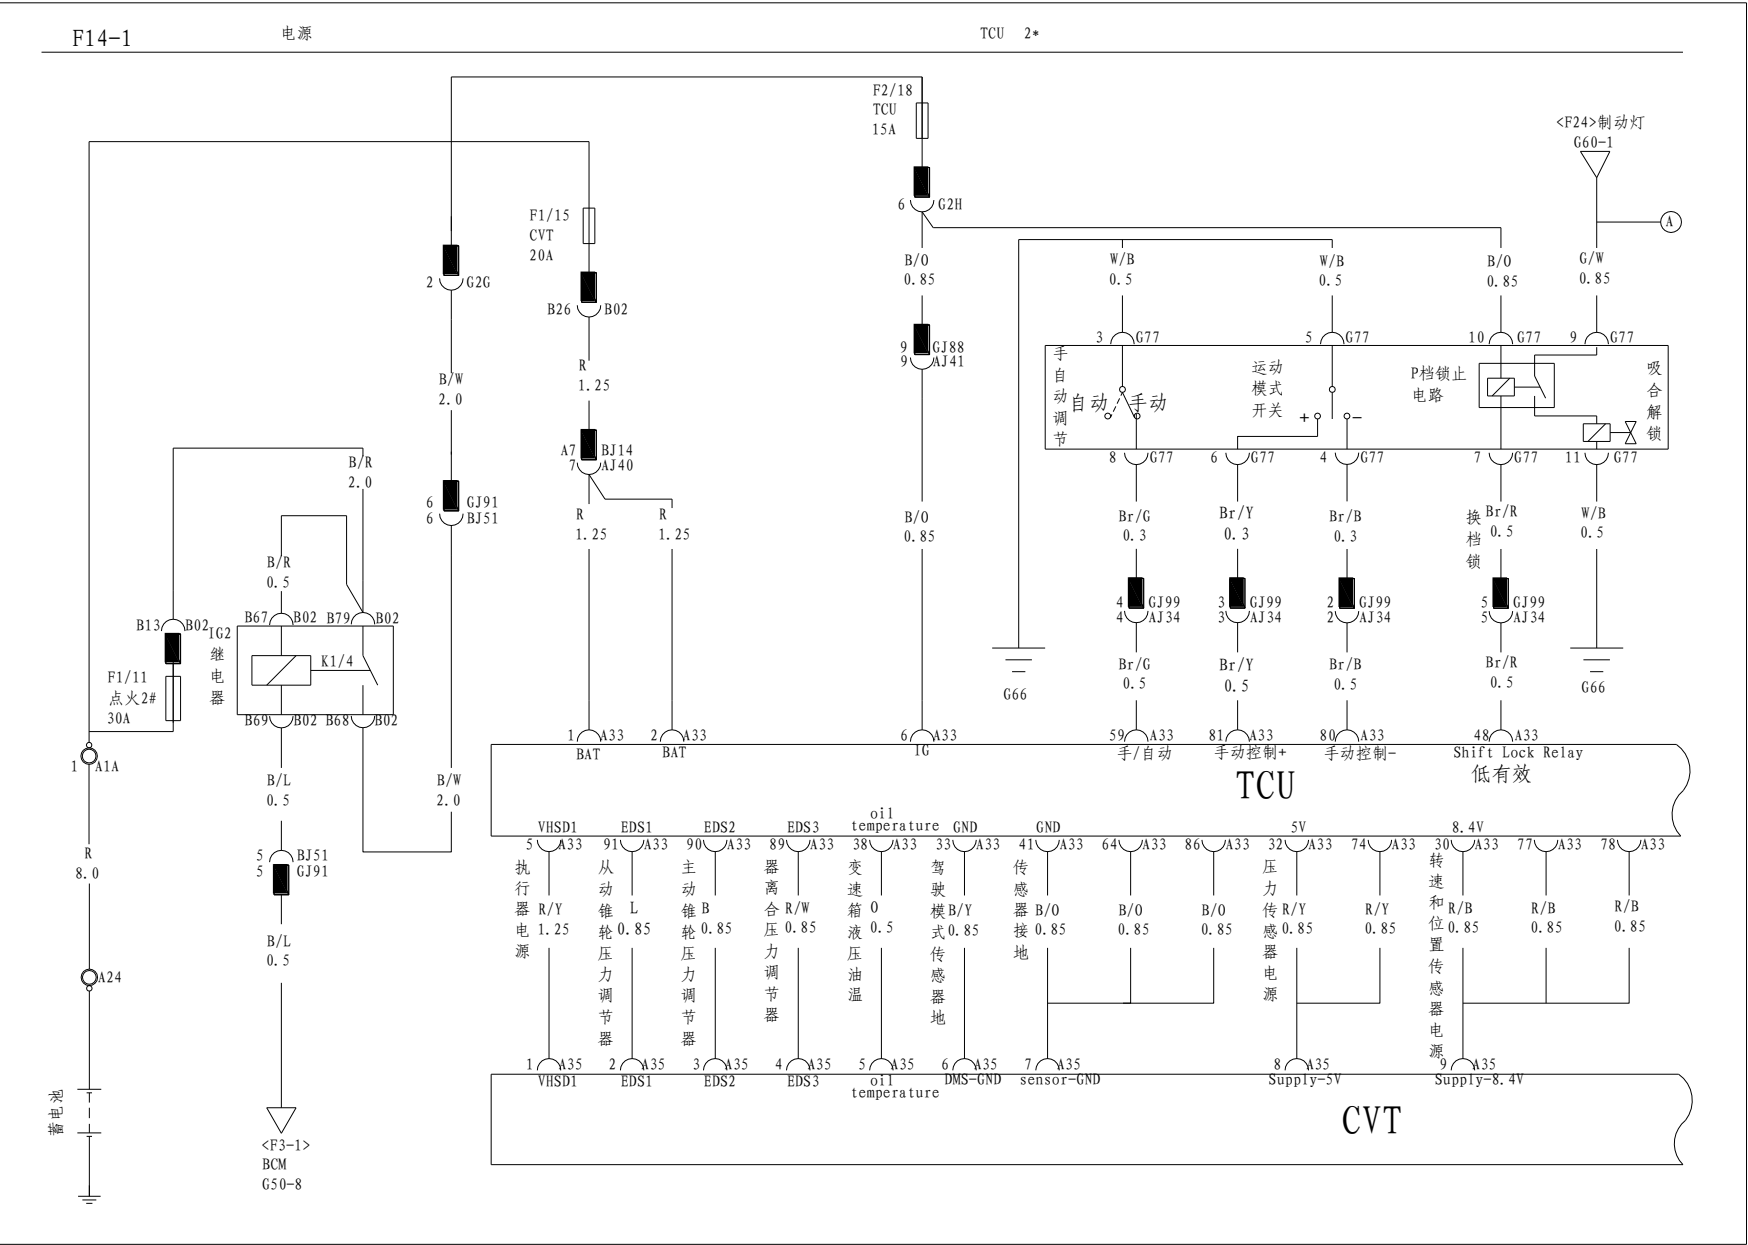 F14-1
电源
TCU 2*
F2/18
TCU
15A
<F24>制动灯
G60-1
A
6 G2H
F1/15
CVT
20A
2 G2G
B26 B02
B/O
0.85
W/B
0.5
W/B
0.5
B/O
0.85
G/W
0.85
9 GJ88
9 AJ41
3 G77
5 G77
10 G77
9 G77
手自动调节
自动
手动
运动
模式
开关
+
-
P档锁止
电路
吸合解锁
R
1.25
B/W
2.0
A7 BJ14
7 AJ40
8 G77
6 G77
4 G77
7 G77
11 G77
B/R
2.0
6 GJ91
6 BJ51
R
1.25
R
1.25
B/O
0.85
Br/G
0.3
Br/Y
0.3
Br/B
0.3
换档锁
Br/R
0.5
W/B
0.5
B/R
0.5
4 GJ99
4 AJ34
3 GJ99
3 AJ34
2 GJ99
2 AJ34
5 GJ99
5 AJ34
B13 B02
B67 B02
B79 B02
IG2
继电器
K1/4
F1/11
点火2#
30A
B69 B02
B68 B02
G66
Br/G
0.5
Br/Y
0.5
Br/B
0.5
Br/R
0.5
G66
1 A33
BAT
2 A33
BAT
6 A33
IG
59 A33
手/自动
81 A33
手动控制+
80 A33
手动控制-
48 A33
Shift Lock Relay
低有效
TCU
1 A1A
B/L
0.5
B/W
2.0
VHSD1
5 A33
EDS1
91 A33
EDS2
90 A33
EDS3
89 A33
oil
temperature
38 A33
GND
33 A33
GND
41 A33
64 A33
86 A33
5V
32 A33
74 A33
8.4V
30 A33
77 A33
78 A33
R
8.0
5 BJ51
5 GJ91
执行器电源
R/Y
1.25
从动锥轮压力调节器
L
0.85
主动锥轮压力调节器
B
0.85
器离合压力调节器
R/W
0.85
变速箱液压油温
O
0.5
驾驶模式传感器地
B/Y
0.85
传感器接地
B/O
0.85
B/O
0.85
B/O
0.85
压力传感器电源
R/Y
0.85
R/Y
0.85
转速和位置传感器电源
R/B
0.85
R/B
0.85
R/B
0.85
B/L
0.5
A24
1 A35
VHSD1
2 A35
EDS1
3 A35
EDS2
4 A35
EDS3
5 A35
oil
temperature
6 A35
DMS-GND
7 A35
sensor-GND
8 A35
Supply-5V
9 A35
Supply-8.4V
CVT
蓄电池
<F3-1>
BCM
G50-8